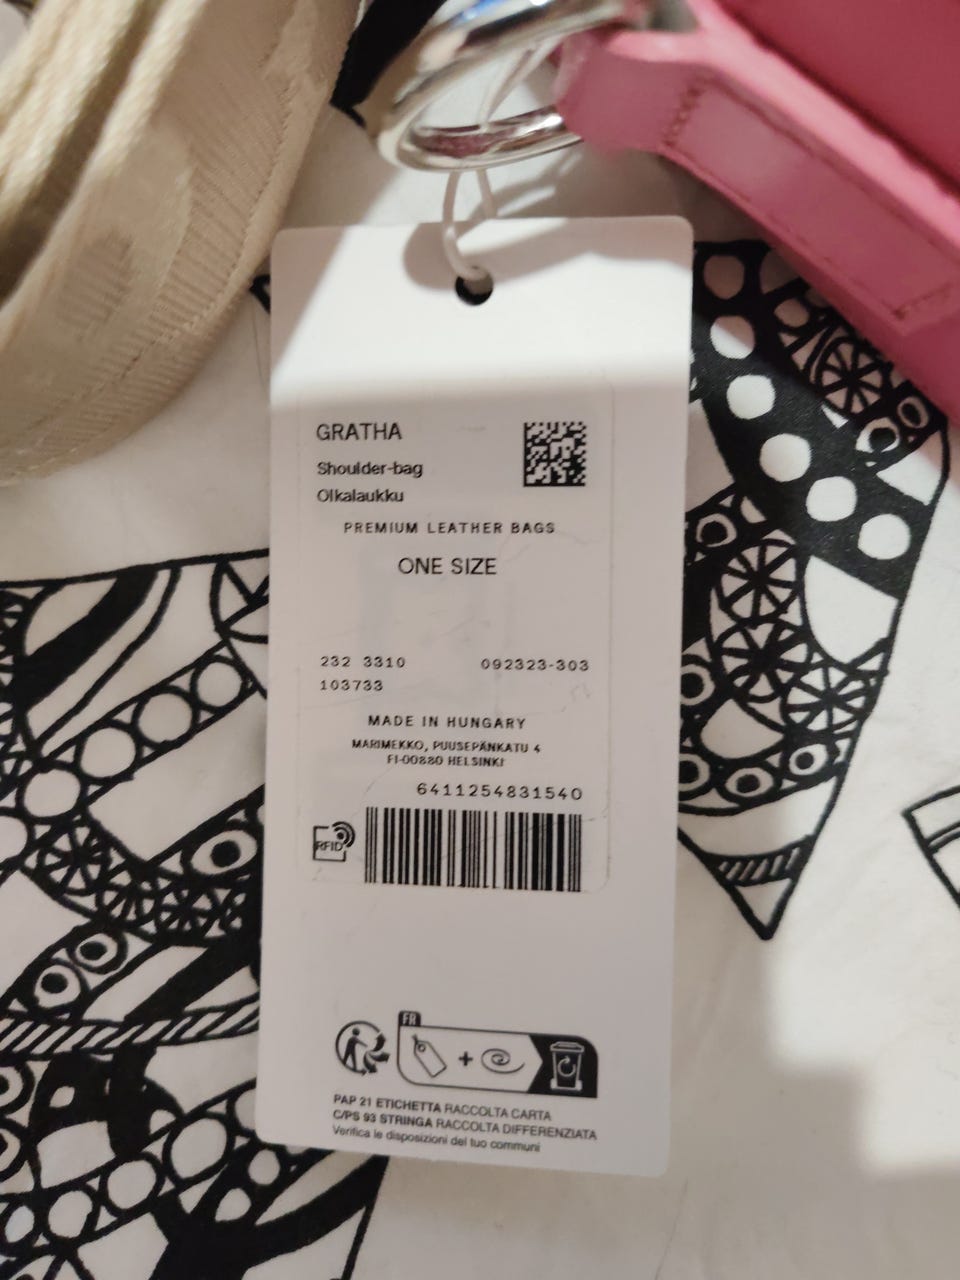 GRATHA
Shoulder-bag
Olkalaukku
PREMIUM LEATHER BAGS
ONE SIZE
232 3310 092323-303
103733
MADE IN HUNGARY
MARIMEKKO, PUUSEPÄNKATU 4
FI-00880 HELSINKI
6411254831540
RFID
FR
PAP 21 ETICHETTA RACCOLTA CARTA
C/PS 93 STRINGA RACCOLTA DIFFERENZIATA
Verifica le disposizioni del tuo comuni